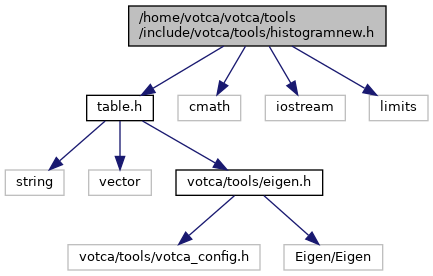 /home/votca/votca/tools
/include/votca/tools/histogramnew.h
table.h
cmath
iostream
limits
string
vector
votca/tools/eigen.h
votca/tools/votca_config.h
Eigen/Eigen